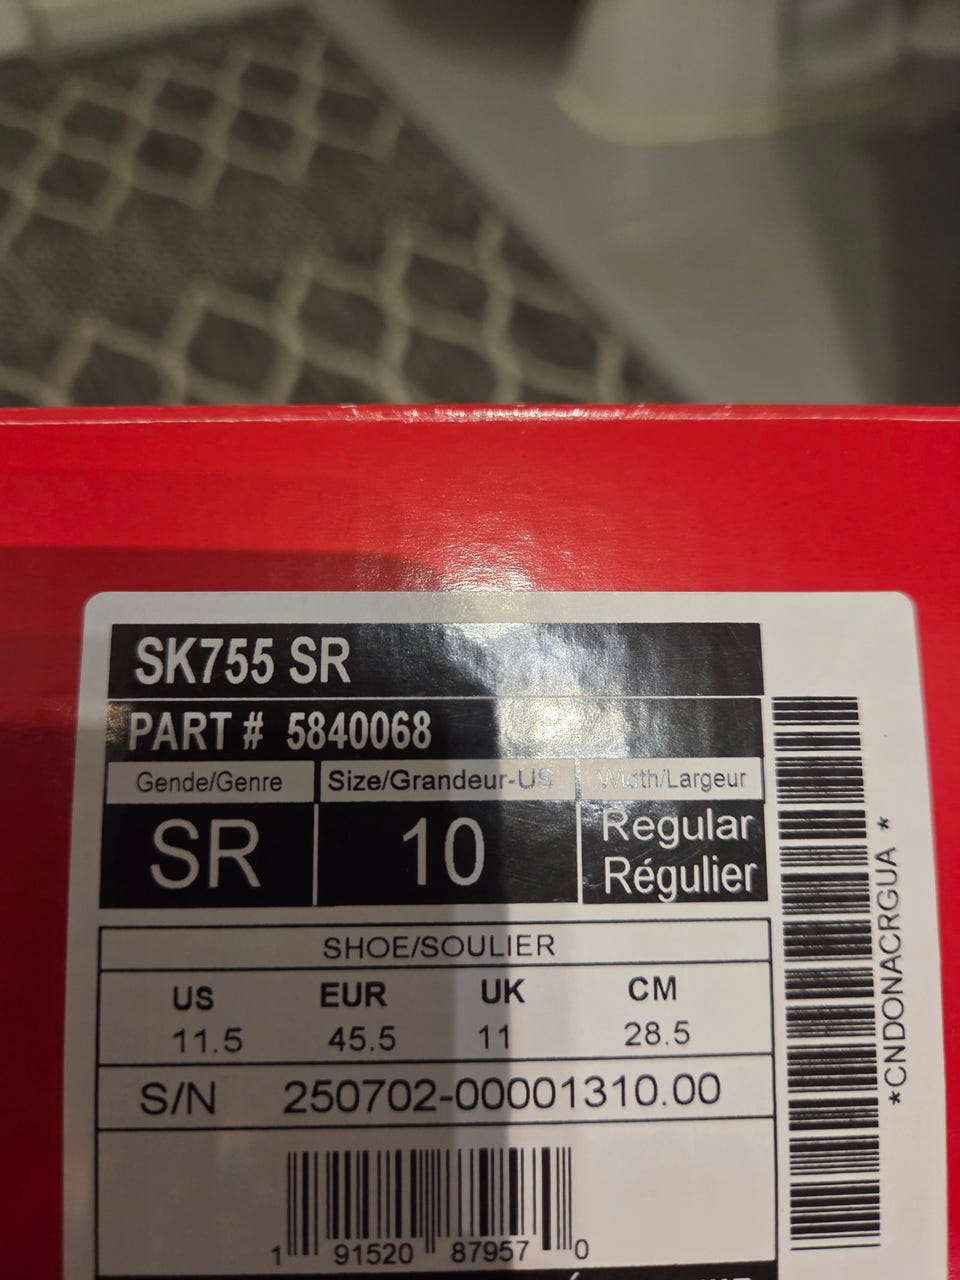 SK755 SR
PART # 5840068
Gende/Genre Size/Grandeur-US Width/Largeur
SR 10 Regular
Régulier
SHOE/SOULIER
US EUR UK CM
11.5 45.5 11 28.5
S/N 250702-00001310.00
1 91520 87957 0
*CNDONACRGUA *